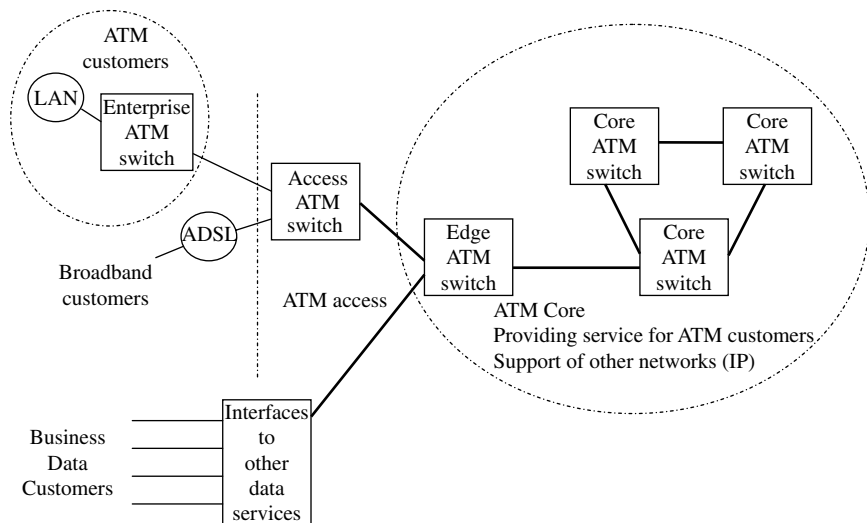 ATM
customers
LAN
Enterprise
ATM
switch
Access
ATM
switch
ADSL
Broadband
customers
ATM access
Edge
ATM
switch
Core
ATM
switch
Core
ATM
switch
Core
ATM
switch
ATM Core
Providing service for ATM customers
Support of other networks (IP)
Business
Data
Customers
Interfaces
to
other
data
services